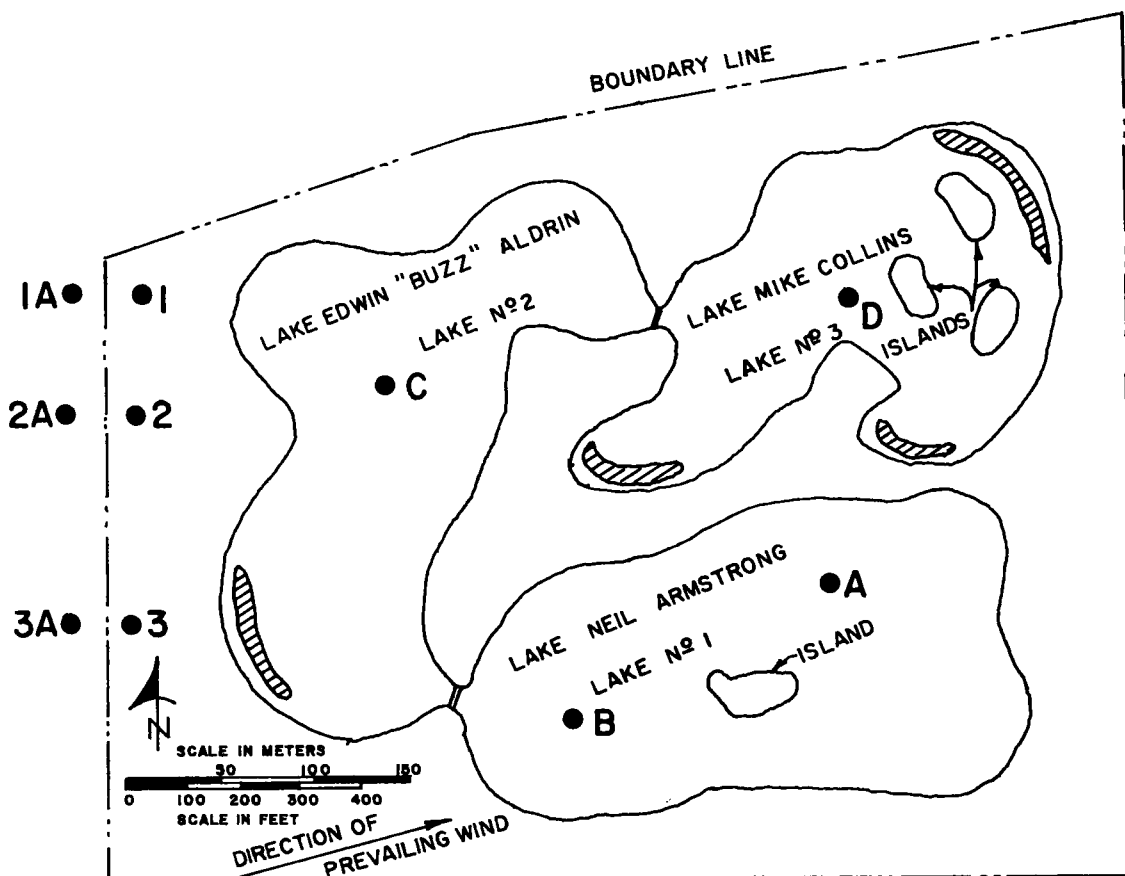 BOUNDARY LINE
LAKE EDWIN "BUZZ" ALDRIN
LAKE Nº 2
LAKE MIKE COLLINS
LAKE Nº 3
ISLANDS
1A
1
D
2A
2
C
LAKE NEIL ARMSTRONG
LAKE Nº 1
A
ISLAND
3A
3
B
N
SCALE IN METERS
50 100 150
0 100 200 300 400
SCALE IN FEET
DIRECTION OF
PREVAILING WIND